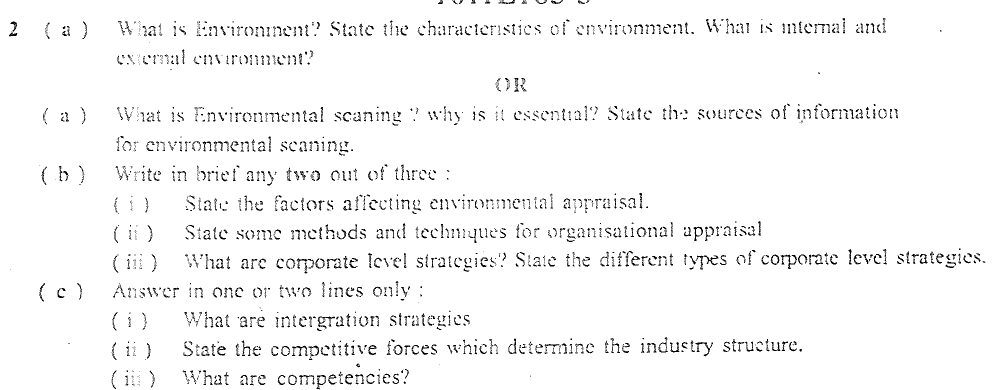 2 ( a ) What is Environment? State the characteristics of environment. What is internal and
external environment?
OR
( a ) What is Environmental scaning ? why is it essential? State the sources of information
for environmental scaning.
( b ) Write in brief any two out of three :
( i ) State the factors affecting environmental appraisal.
( ii ) State some methods and techniques for organisational appraisal
( iii ) What are corporate level strategies? State the different types of corporate level strategies.
( c ) Answer in one or two lines only :
( i ) What are intergration strategies
( ii ) State the competitive forces which determine the industry structure.
( iii ) What are competencies?